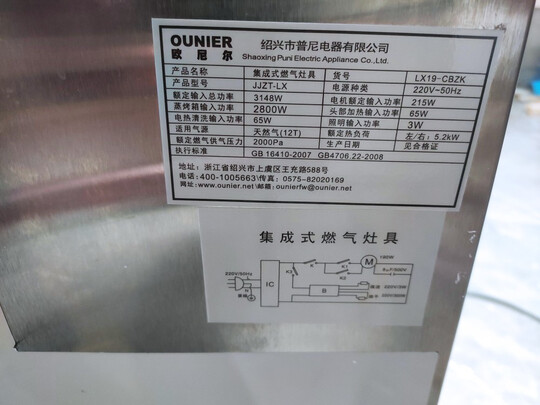 OUNIER
欧尼尔
绍兴市普尼电器有限公司
Shaoxing Puni Electric Appliance Co.,Ltd.
产品名称 集成式燃气灶具 货号 LX19-CBZK
产品型号 JJZT-LX 电源种类 220V~50Hz
额定输入总功率 3148W 电机额定输入功率 215W
蒸烤箱输入功率 2800W 头部加热输入功率 65W
电热清洗输入功率 65W 照明输入功率 3W
适用气源 天然气(12T) 额定热负荷 左/右: 5.2kW
额定燃气供气压力 2000Pa 生产日期 见合格证
执行标准 GB 16410-2007 GB4706.22-2008
地址:浙江省绍兴市上虞区王充路588号
电话:400-1005663\传真: 0575-82020169
www.ounier.net\邮箱:ounierfw@ounier.net
集成式燃气灶具
M
K
K1
K2
K3
IC
B
N